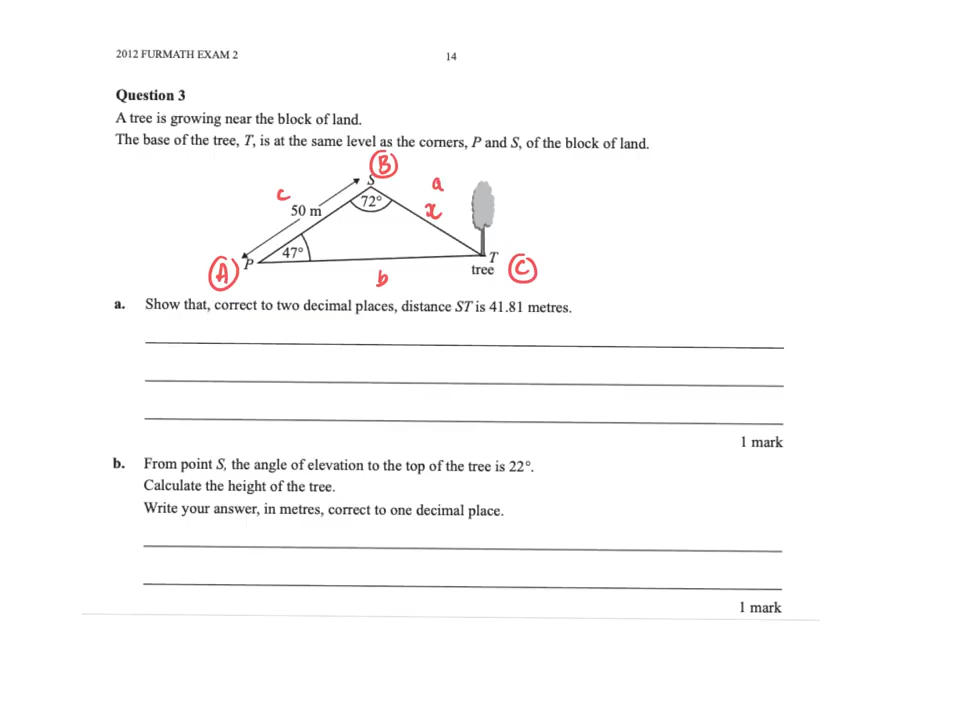 2012 FURMATH EXAM 2
14
Question 3
A tree is growing near the block of land.
The base of the tree, T, is at the same level as the corners, P and S, of the block of land.
B
S
c
a
50 m
72°
x
47°
T
P
tree
A
C
b
a. Show that, correct to two decimal places, distance ST is 41.81 metres.
1 mark
b. From point S, the angle of elevation to the top of the tree is 22°.
Calculate the height of the tree.
Write your answer, in metres, correct to one decimal place.
1 mark